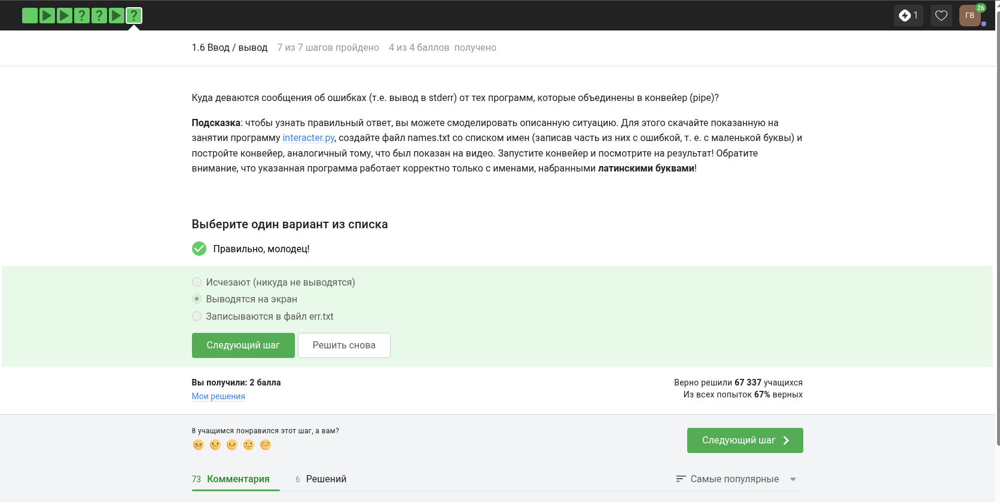 ? ? ?
1
ГВ
26
1.6 Ввод / вывод 7 из 7 шагов пройдено 4 из 4 баллов получено
Куда деваются сообщения об ошибках (т.е. вывод в stderr) от тех программ, которые объединены в конвейер (pipe)?
Подсказка: чтобы узнать правильный ответ, вы можете смоделировать описанную ситуацию. Для этого скачайте показанную на
занятии программу interacter.py, создайте файл names.txt со списком имен (записав часть из них с ошибкой, т. е. с маленькой буквы) и
постройте конвейер, аналогичный тому, что был показан на видео. Запустите конвейер и посмотрите на результат! Обратите
внимание, что указанная программа работает корректно только с именами, набранными латинскими буквами!
Выберите один вариант из списка
Правильно, молодец!
Исчезают (никуда не выводятся)
Выводятся на экран
Записываются в файл err.txt
Следующий шаг Решить снова
Вы получили: 2 балла
Мои решения
Верно решили 67 337 учащихся
Из всех попыток 67% верных
8 учащимся понравился этот шаг, а вам?
Следующий шаг
73 Комментария 6 Решений Самые популярные